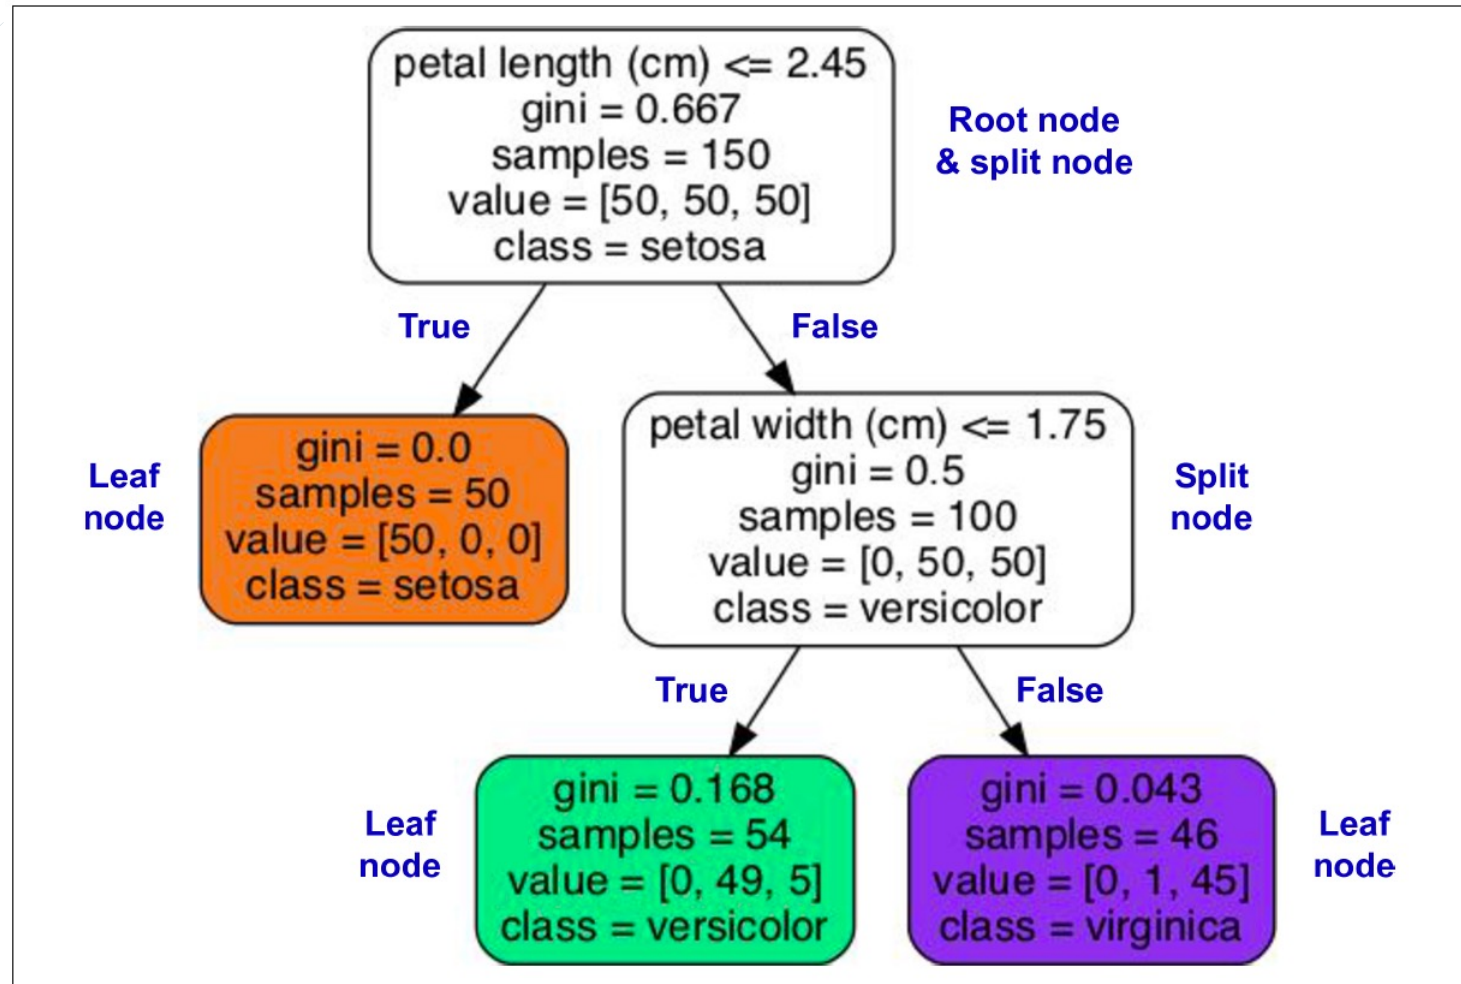 petal length (cm) <= 2.45
gini = 0.667
samples = 150
value = [50, 50, 50]
class = setosa
Root node
& split node
True
False
Leaf
node
gini = 0.0
samples = 50
value = [50, 0, 0]
class = setosa
petal width (cm) <= 1.75
gini = 0.5
samples = 100
value = [0, 50, 50]
class = versicolor
Split
node
True
False
Leaf
node
gini = 0.168
samples = 54
value = [0, 49, 5]
class = versicolor
gini = 0.043
samples = 46
value = [0, 1, 45]
class = virginica
Leaf
node